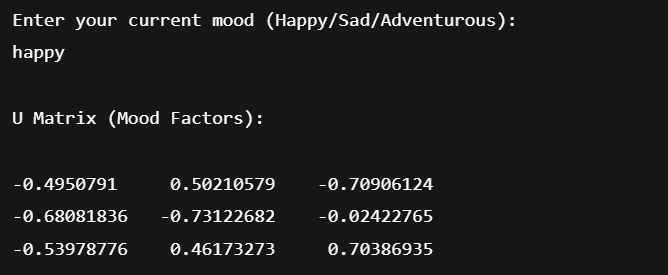 Enter your current mood (Happy/Sad/Adventurous):
happy
U Matrix (Mood Factors):
-0.4950791 0.50210579 -0.70906124
-0.68081836 -0.73122682 -0.02422765
-0.53978776 0.46173273 0.70386935